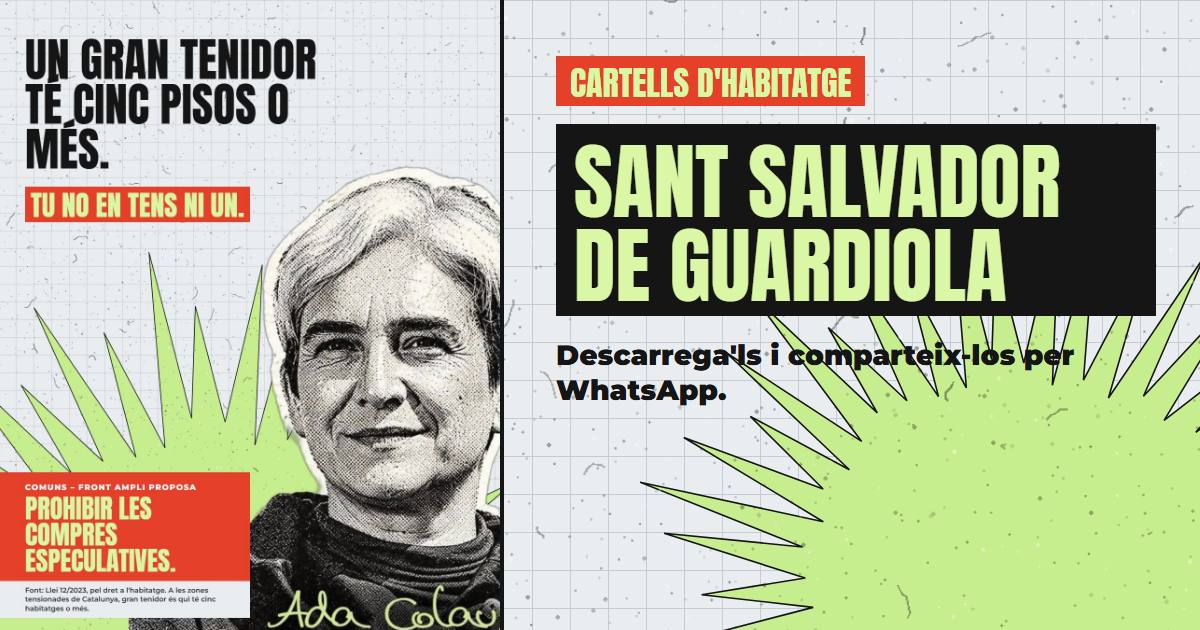 UN GRAN TENIDOR
TÉ CINC PISOS O
MÉS.
TU NO EN TENS NI UN.
COMUNS – FRONT AMPLI PROPOSA
PROHIBIR LES
COMPRES
ESPECULATIVES.
Font: Llei 12/2023, pel dret a l'habitatge. A les zones
tensionades de Catalunya, gran tenidor és qui té cinc
habitatges o més.
Ada Colau
CARTELLS D'HABITATGE
SANT SALVADOR
DE GUARDIOLA
Descarrega'ls i comparteix-los per
WhatsApp.